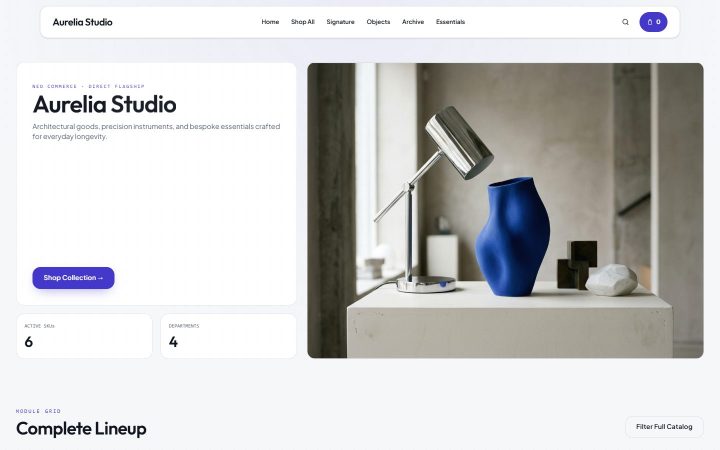 Aurelia Studio
Home Shop All Signature Objects Archive Essentials
0
NEO COMMERCE · DIRECT FLAGSHIP
Aurelia Studio
Architectural goods, precision instruments, and bespoke essentials crafted
for everyday longevity.
Shop Collection →
ACTIVE SKUs
6
DEPARTMENTS
4
MODULE GRID
Complete Lineup
Filter Full Catalog